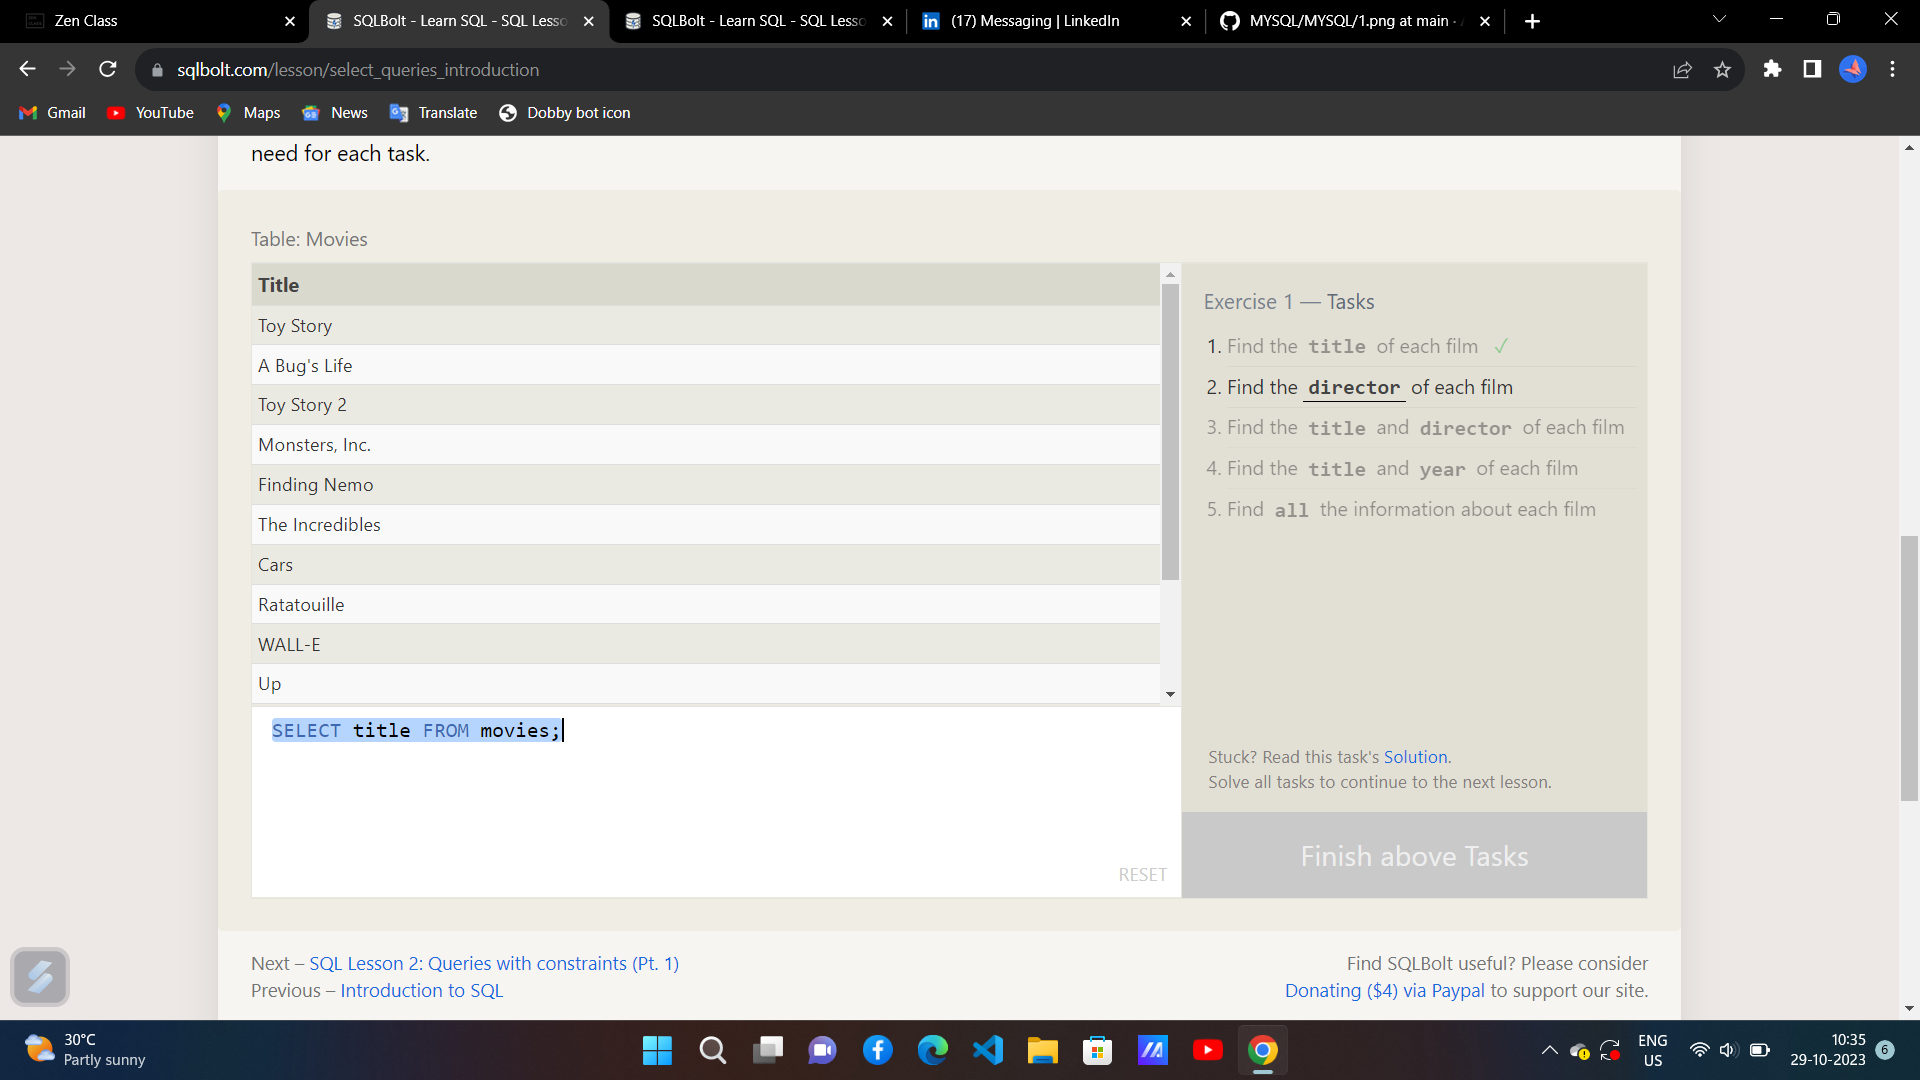 Zen Class
SQLBolt - Learn SQL - SQL Lesso
SQLBolt - Learn SQL - SQL Lesso
(17) Messaging | LinkedIn
MYSQL/MYSQL/1.png at main ·
sqlbolt.com/lesson/select_queries_introduction
Gmail
YouTube
Maps
News
Translate
Dobby bot icon
need for each task.
Table: Movies
Title
Toy Story
A Bug's Life
Toy Story 2
Monsters, Inc.
Finding Nemo
The Incredibles
Cars
Ratatouille
WALL-E
Up
SELECT title FROM movies;
RESET
Exercise 1 — Tasks
1. Find the title of each film ✓
2. Find the director of each film
3. Find the title and director of each film
4. Find the title and year of each film
5. Find all the information about each film
Stuck? Read this task's Solution.
Solve all tasks to continue to the next lesson.
Finish above Tasks
Next – SQL Lesson 2: Queries with constraints (Pt. 1)
Previous – Introduction to SQL
Find SQLBolt useful? Please consider
Donating ($4) via Paypal to support our site.
30°C
Partly sunny
ENG
US
10:35
29-10-2023
6